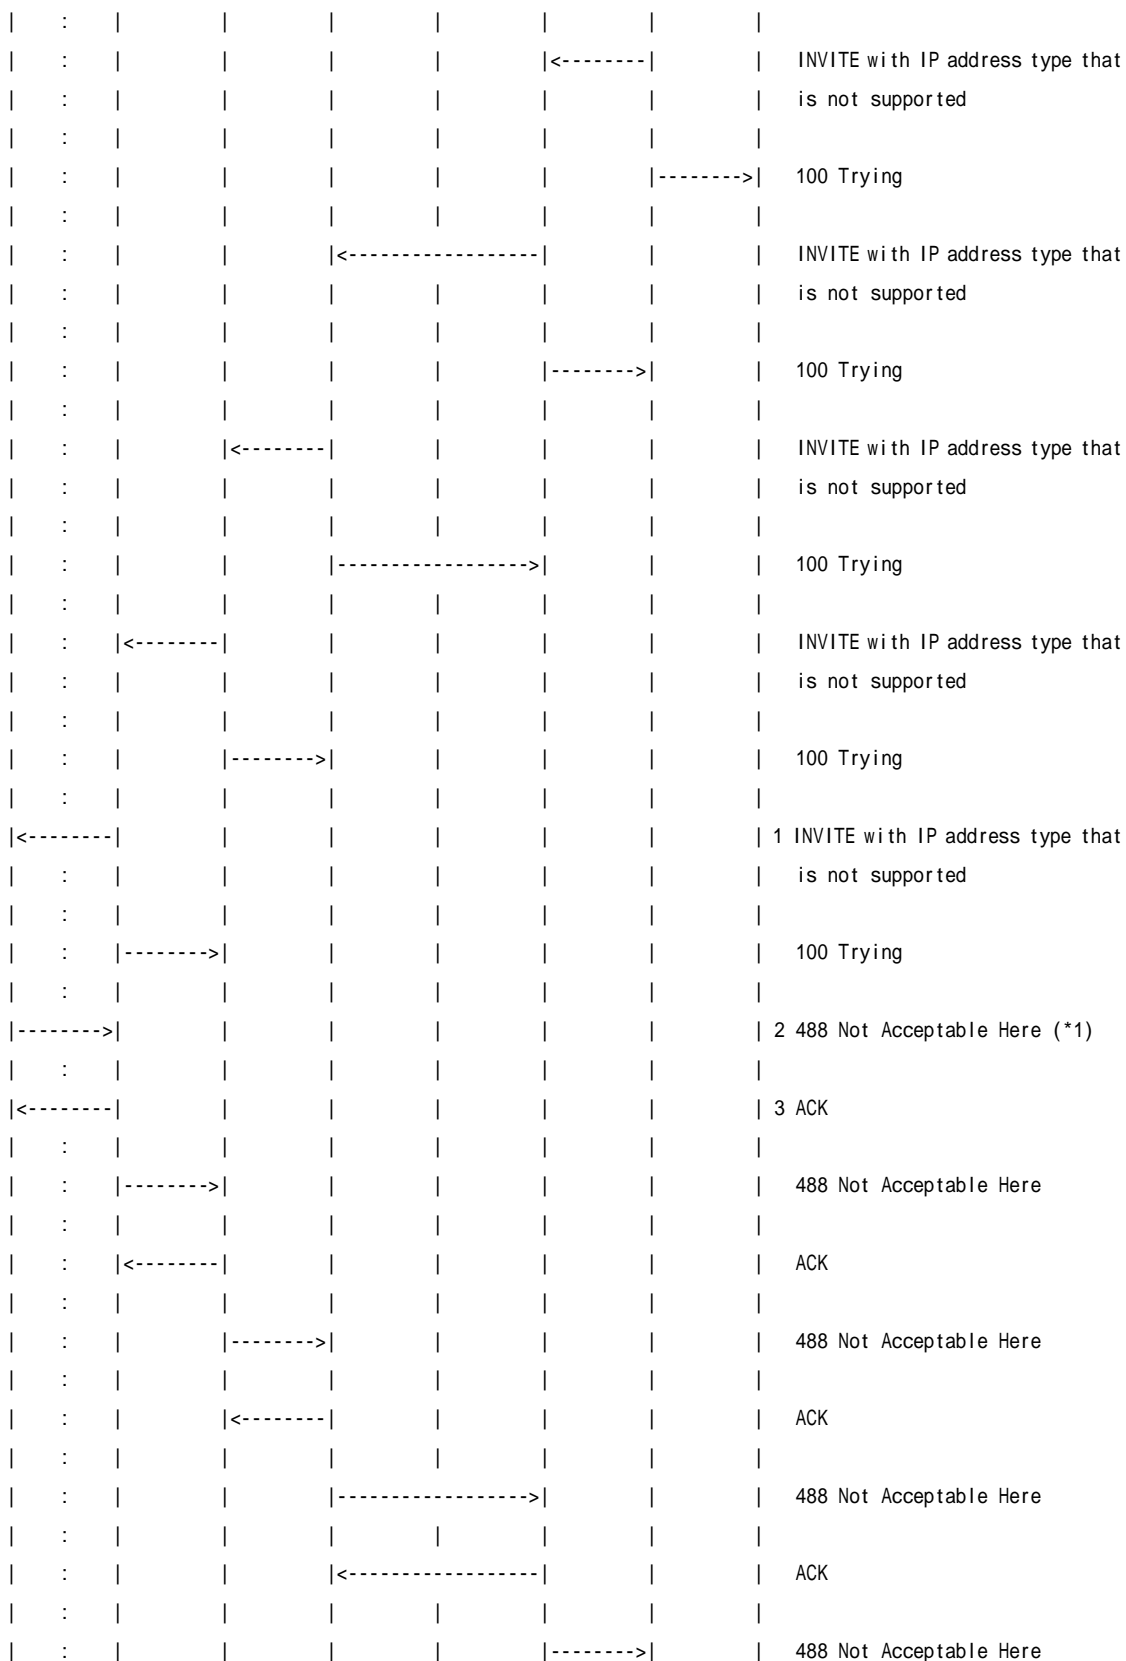 |    :    |         |         |         |         |         |         |
|    :    |         |         |         |         |<--------|         |   INVITE with IP address type that
|    :    |         |         |         |         |         |         |   is not supported
|    :    |         |         |         |         |         |         |
|    :    |         |         |         |         |         |-------->|   100 Trying
|    :    |         |         |         |         |         |         |
|    :    |         |         |<------------------|         |         |   INVITE with IP address type that
|    :    |         |         |         |         |         |         |   is not supported
|    :    |         |         |         |         |         |         |
|    :    |         |         |         |         |-------->|         |   100 Trying
|    :    |         |         |         |         |         |         |
|    :    |         |<--------|         |         |         |         |   INVITE with IP address type that
|    :    |         |         |         |         |         |         |   is not supported
|    :    |         |         |         |         |         |         |
|    :    |         |         |------------------>|         |         |   100 Trying
|    :    |         |         |         |         |         |         |
|    :    |<--------|         |         |         |         |         |   INVITE with IP address type that
|    :    |         |         |         |         |         |         |   is not supported
|    :    |         |         |         |         |         |         |
|    :    |         |-------->|         |         |         |         |   100 Trying
|    :    |         |         |         |         |         |         |
|<--------|         |         |         |         |         |         | 1 INVITE with IP address type that
|    :    |         |         |         |         |         |         |   is not supported
|    :    |         |         |         |         |         |         |
|    :    |-------->|         |         |         |         |         |   100 Trying
|    :    |         |         |         |         |         |         |
|-------->|         |         |         |         |         |         | 2 488 Not Acceptable Here (*1)
|    :    |         |         |         |         |         |         |
|<--------|         |         |         |         |         |         | 3 ACK
|    :    |         |         |         |         |         |         |
|    :    |-------->|         |         |         |         |         |   488 Not Acceptable Here
|    :    |         |         |         |         |         |         |
|    :    |<--------|         |         |         |         |         |   ACK
|    :    |         |         |         |         |         |         |
|    :    |         |-------->|         |         |         |         |   488 Not Acceptable Here
|    :    |         |         |         |         |         |         |
|    :    |         |<--------|         |         |         |         |   ACK
|    :    |         |         |         |         |         |         |
|    :    |         |         |------------------>|         |         |   488 Not Acceptable Here
|    :    |         |         |         |         |         |         |
|    :    |         |         |<------------------|         |         |   ACK
|    :    |         |         |         |         |         |         |
|    :    |         |         |         |         |-------->|         |   488 Not Acceptable Here